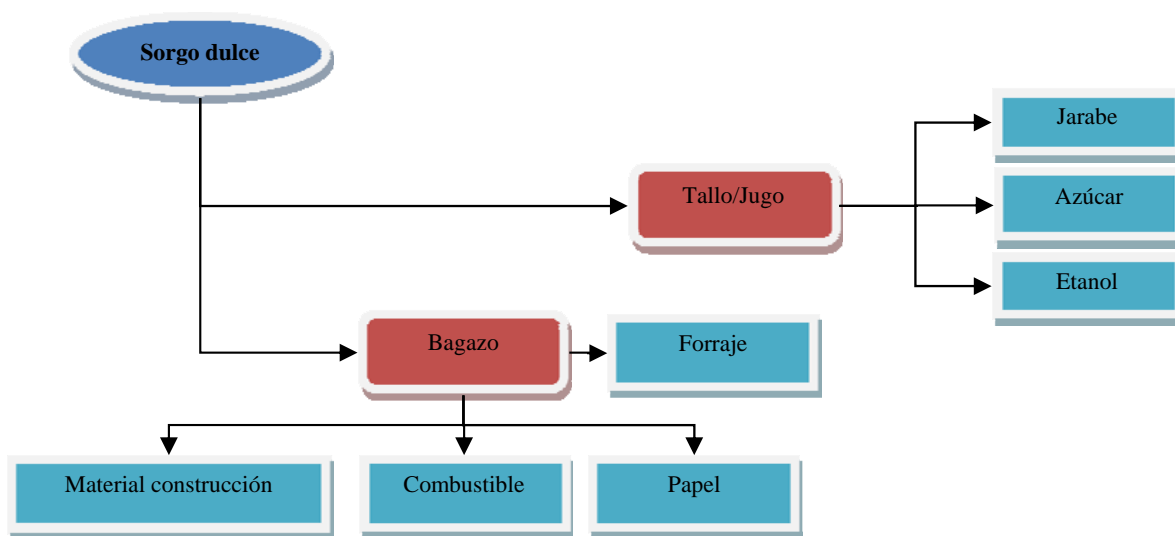 Sorgo dulce
Jarabe
Tallo/Jugo
Azúcar
Etanol
Bagazo
Forraje
Material construcción
Combustible
Papel